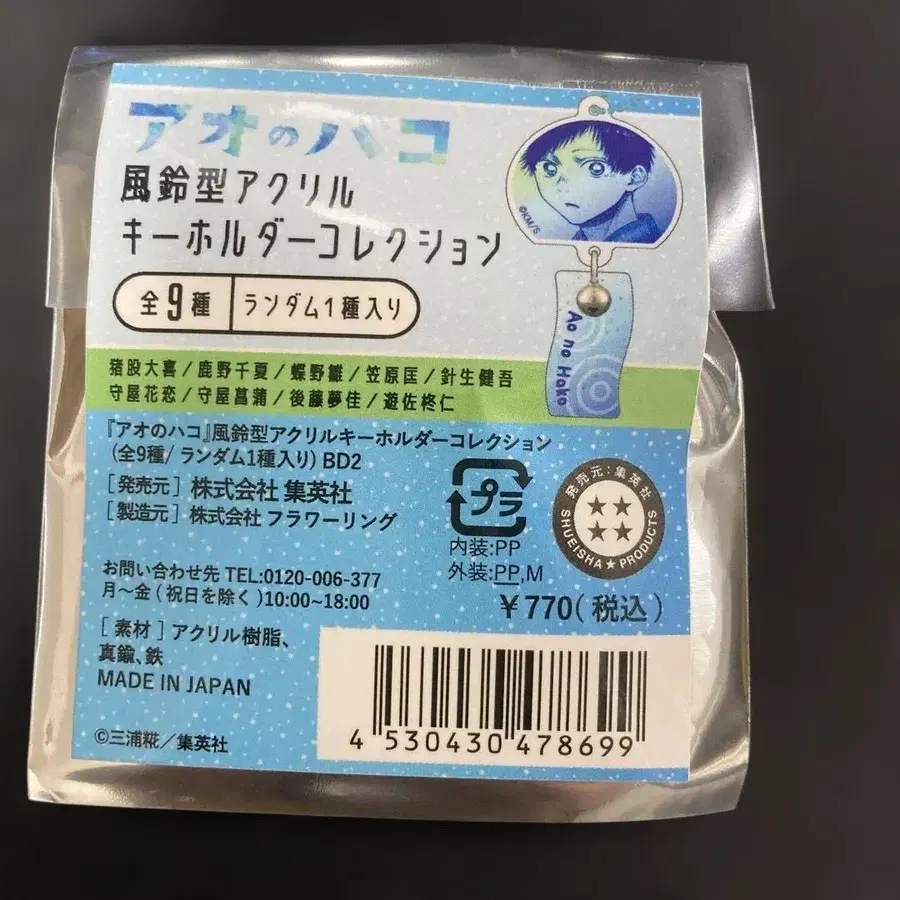 アオのハコ
風鈴型アクリル
キーホルダーコレクション
全9種 ランダム1種入り
©KM/S
Ao no Hako
猪股大喜/鹿野千夏/蝶野雛/笠原匡/針生健吾
守屋花恋/守屋菖蒲/後藤夢佳/遊佐柊仁
『アオのハコ』風鈴型アクリルキーホルダーコレクション
(全9種/ランダム1種入り) BD2
[発売元] 株式会社 集英社
[製造元] 株式会社 フラワーリング
プラ
内装:PP
外装:PP,M
発売元:集英社
SHUEISHA★PRODUCTS
お問い合わせ先 TEL:0120-006-377
月~金(祝日を除く)10:00~18:00
¥770(税込)
[素材] アクリル樹脂、
真鍮、鉄
MADE IN JAPAN
©三浦糀/集英社
4 530430 478699